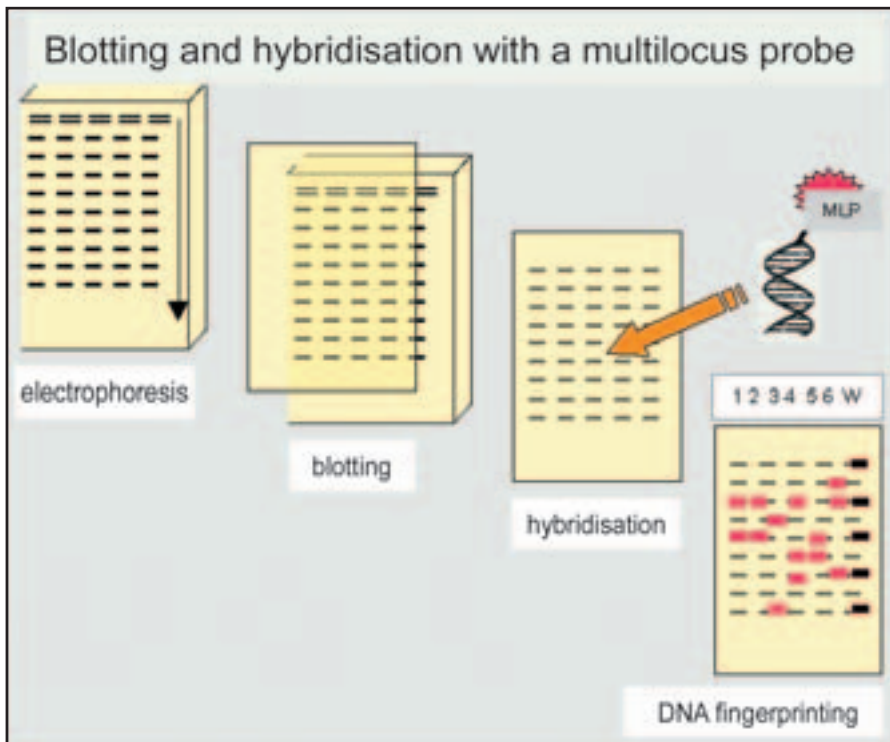 Blotting and hybridisation with a multilocus probe
electrophoresis
blotting
hybridisation
MLP
1 2 3 4 5 6 W
DNA fingerprinting